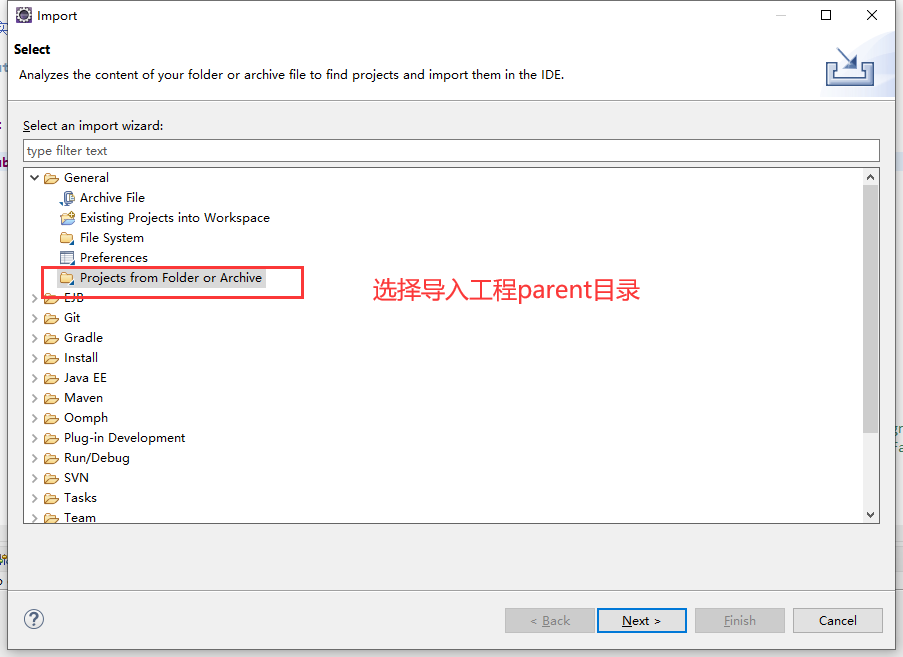 Import
Select
Analyzes the content of your folder or archive file to find projects and import them in the IDE.
Select an import wizard:
type filter text
General
Archive File
Existing Projects into Workspace
File System
Preferences
Projects from Folder or Archive
选择导入工程parent目录
EJB
Git
Gradle
Install
Java EE
Maven
Oomph
Plug-in Development
Run/Debug
SVN
Tasks
Team
?
< Back
Next >
Finish
Cancel